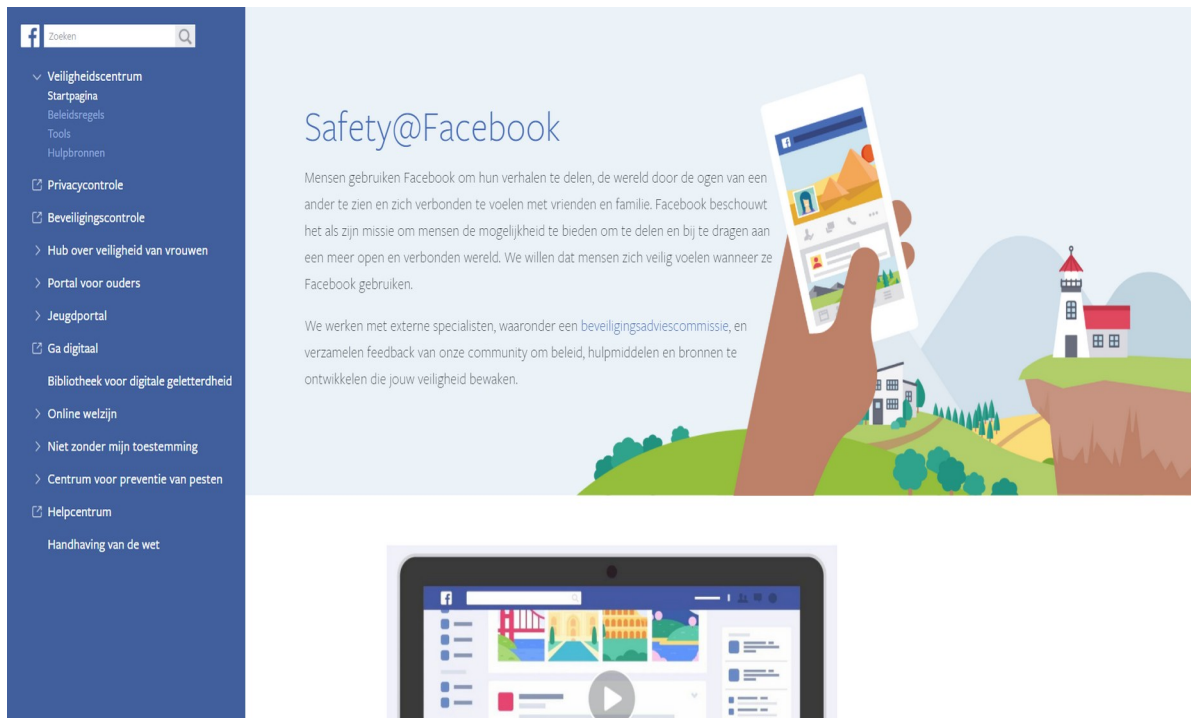 f
Zoeken
Veiligheidscentrum
Startpagina
Beleidsregels
Tools
Hulpbronnen
Privacycontrole
Beveiligingscontrole
Hub over veiligheid van vrouwen
Portal voor ouders
Jeugdportal
Ga digitaal
Bibliotheek voor digitale geletterdheid
Online welzijn
Niet zonder mijn toestemming
Centrum voor preventie van pesten
Helpcentrum
Handhaving van de wet
Safety@Facebook
Mensen gebruiken Facebook om hun verhalen te delen, de wereld door de ogen van een
ander te zien en zich verbonden te voelen met vrienden en familie. Facebook beschouwt
het als zijn missie om mensen de mogelijkheid te bieden om te delen en bij te dragen aan
een meer open en verbonden wereld. We willen dat mensen zich veilig voelen wanneer ze
Facebook gebruiken.
We werken met externe specialisten, waaronder een beveiligingsadviescommissie, en
verzamelen feedback van onze community om beleid, hulpmiddelen en bronnen te
ontwikkelen die jouw veiligheid bewaken.
f
f